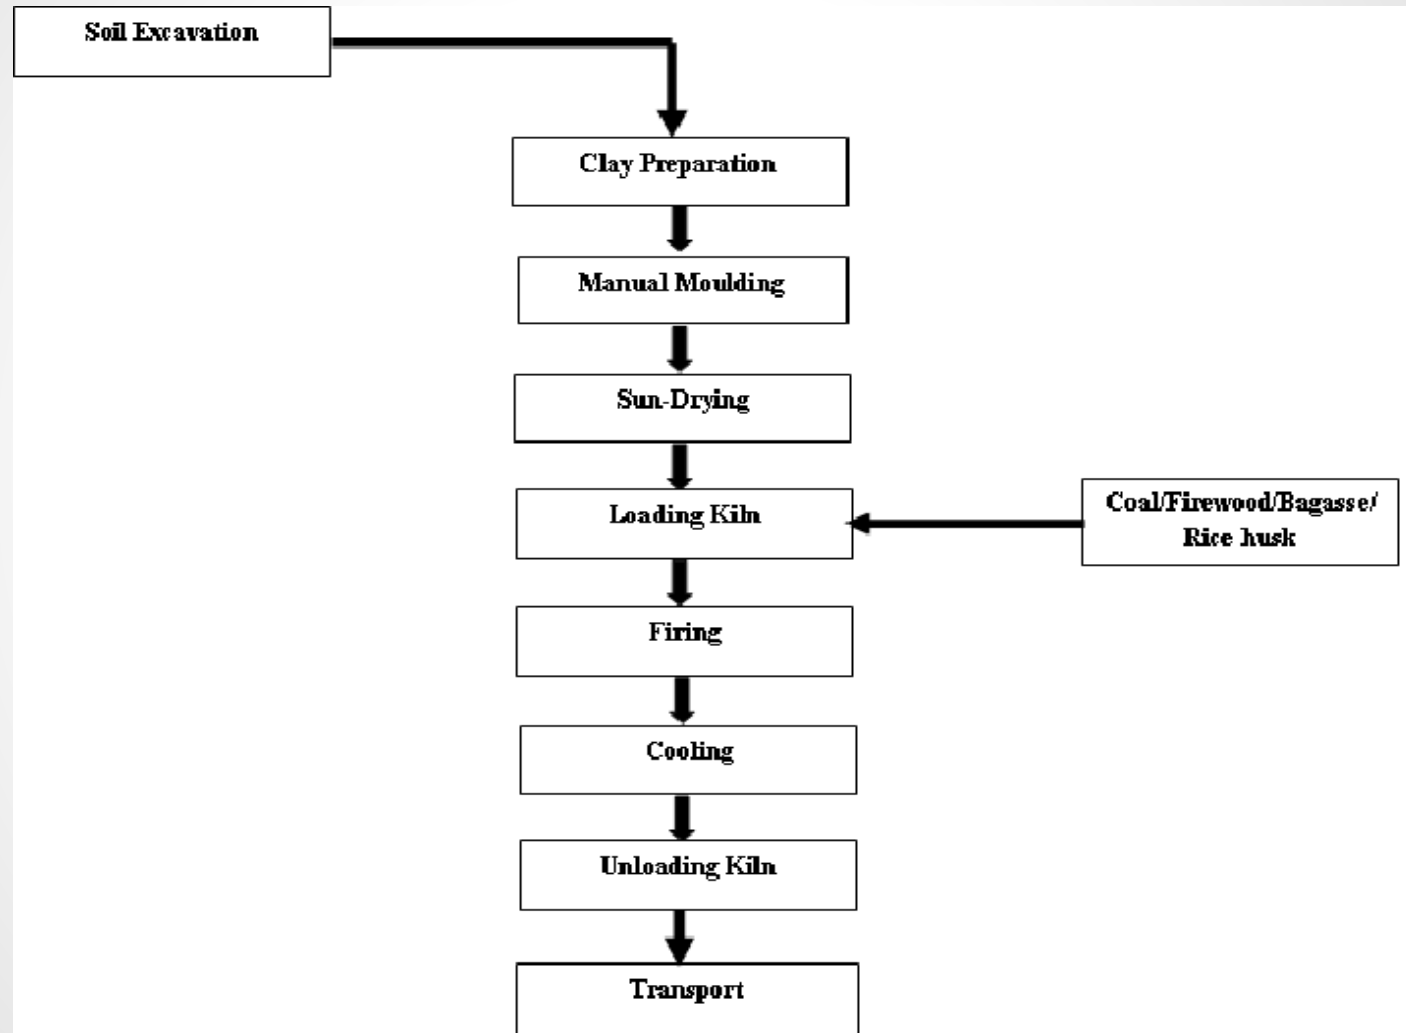 Soil Excavation
Clay Preparation
Manual Moulding
Sun-Drying
Loading Kiln
Coal/Firewood/Bagasse/
Rice husk
Firing
Cooling
Unloading Kiln
Transport